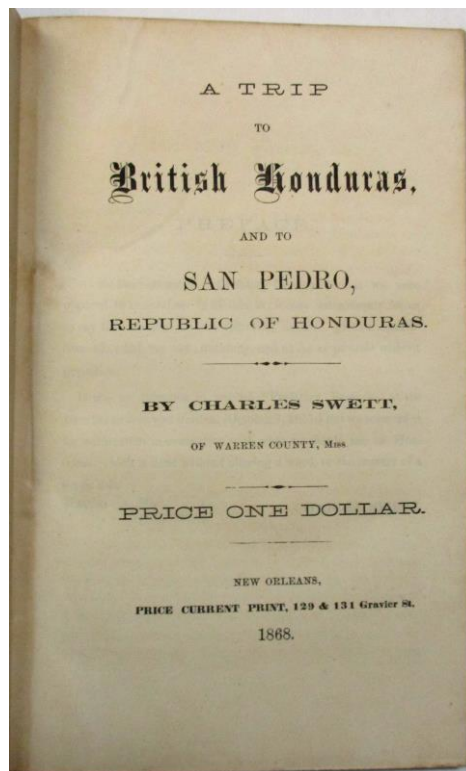 A TRIP
TO
British Honduras,
AND TO
SAN PEDRO,
REPUBLIC OF HONDURAS.
BY CHARLES SWETT,
OF WARREN COUNTY, Miss
PRICE ONE DOLLAR.
NEW ORLEANS,
PRICE CURRENT PRINT, 129 & 131 Gravier St.
1868.